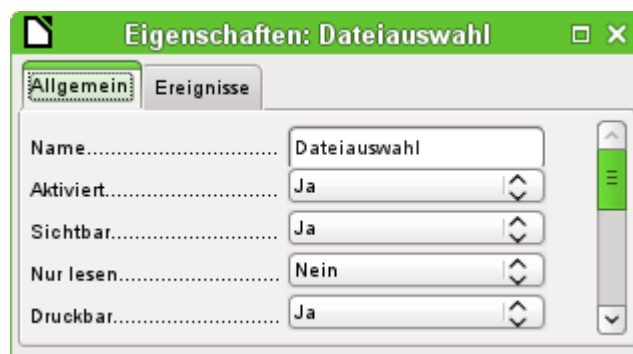 Eigenschaften: Dateiauswahl
Allgemein Ereignisse
Name............................ Dateiauswahl
Aktiviert......................... Ja
Sichtbar......................... Ja
Nur lesen........................ Nein
Druckbar......................... Ja